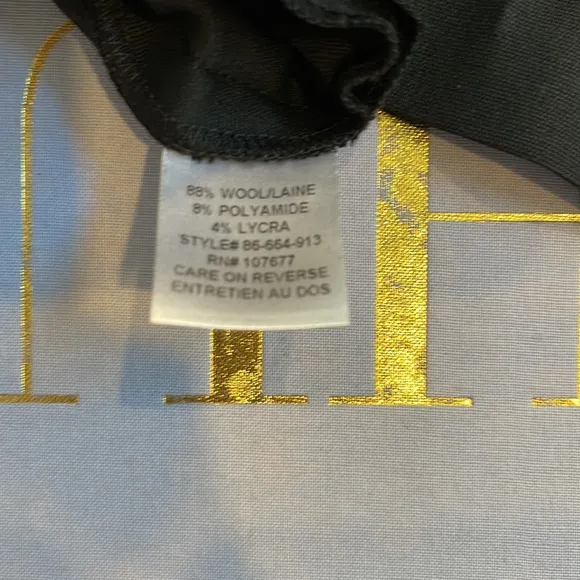 88% WOOL/LAINE
8% POLYAMIDE
4% LYCRA
STYLE# 86-664-913
RN# 107677
CARE ON REVERSE
ENTRETIEN AU DOS